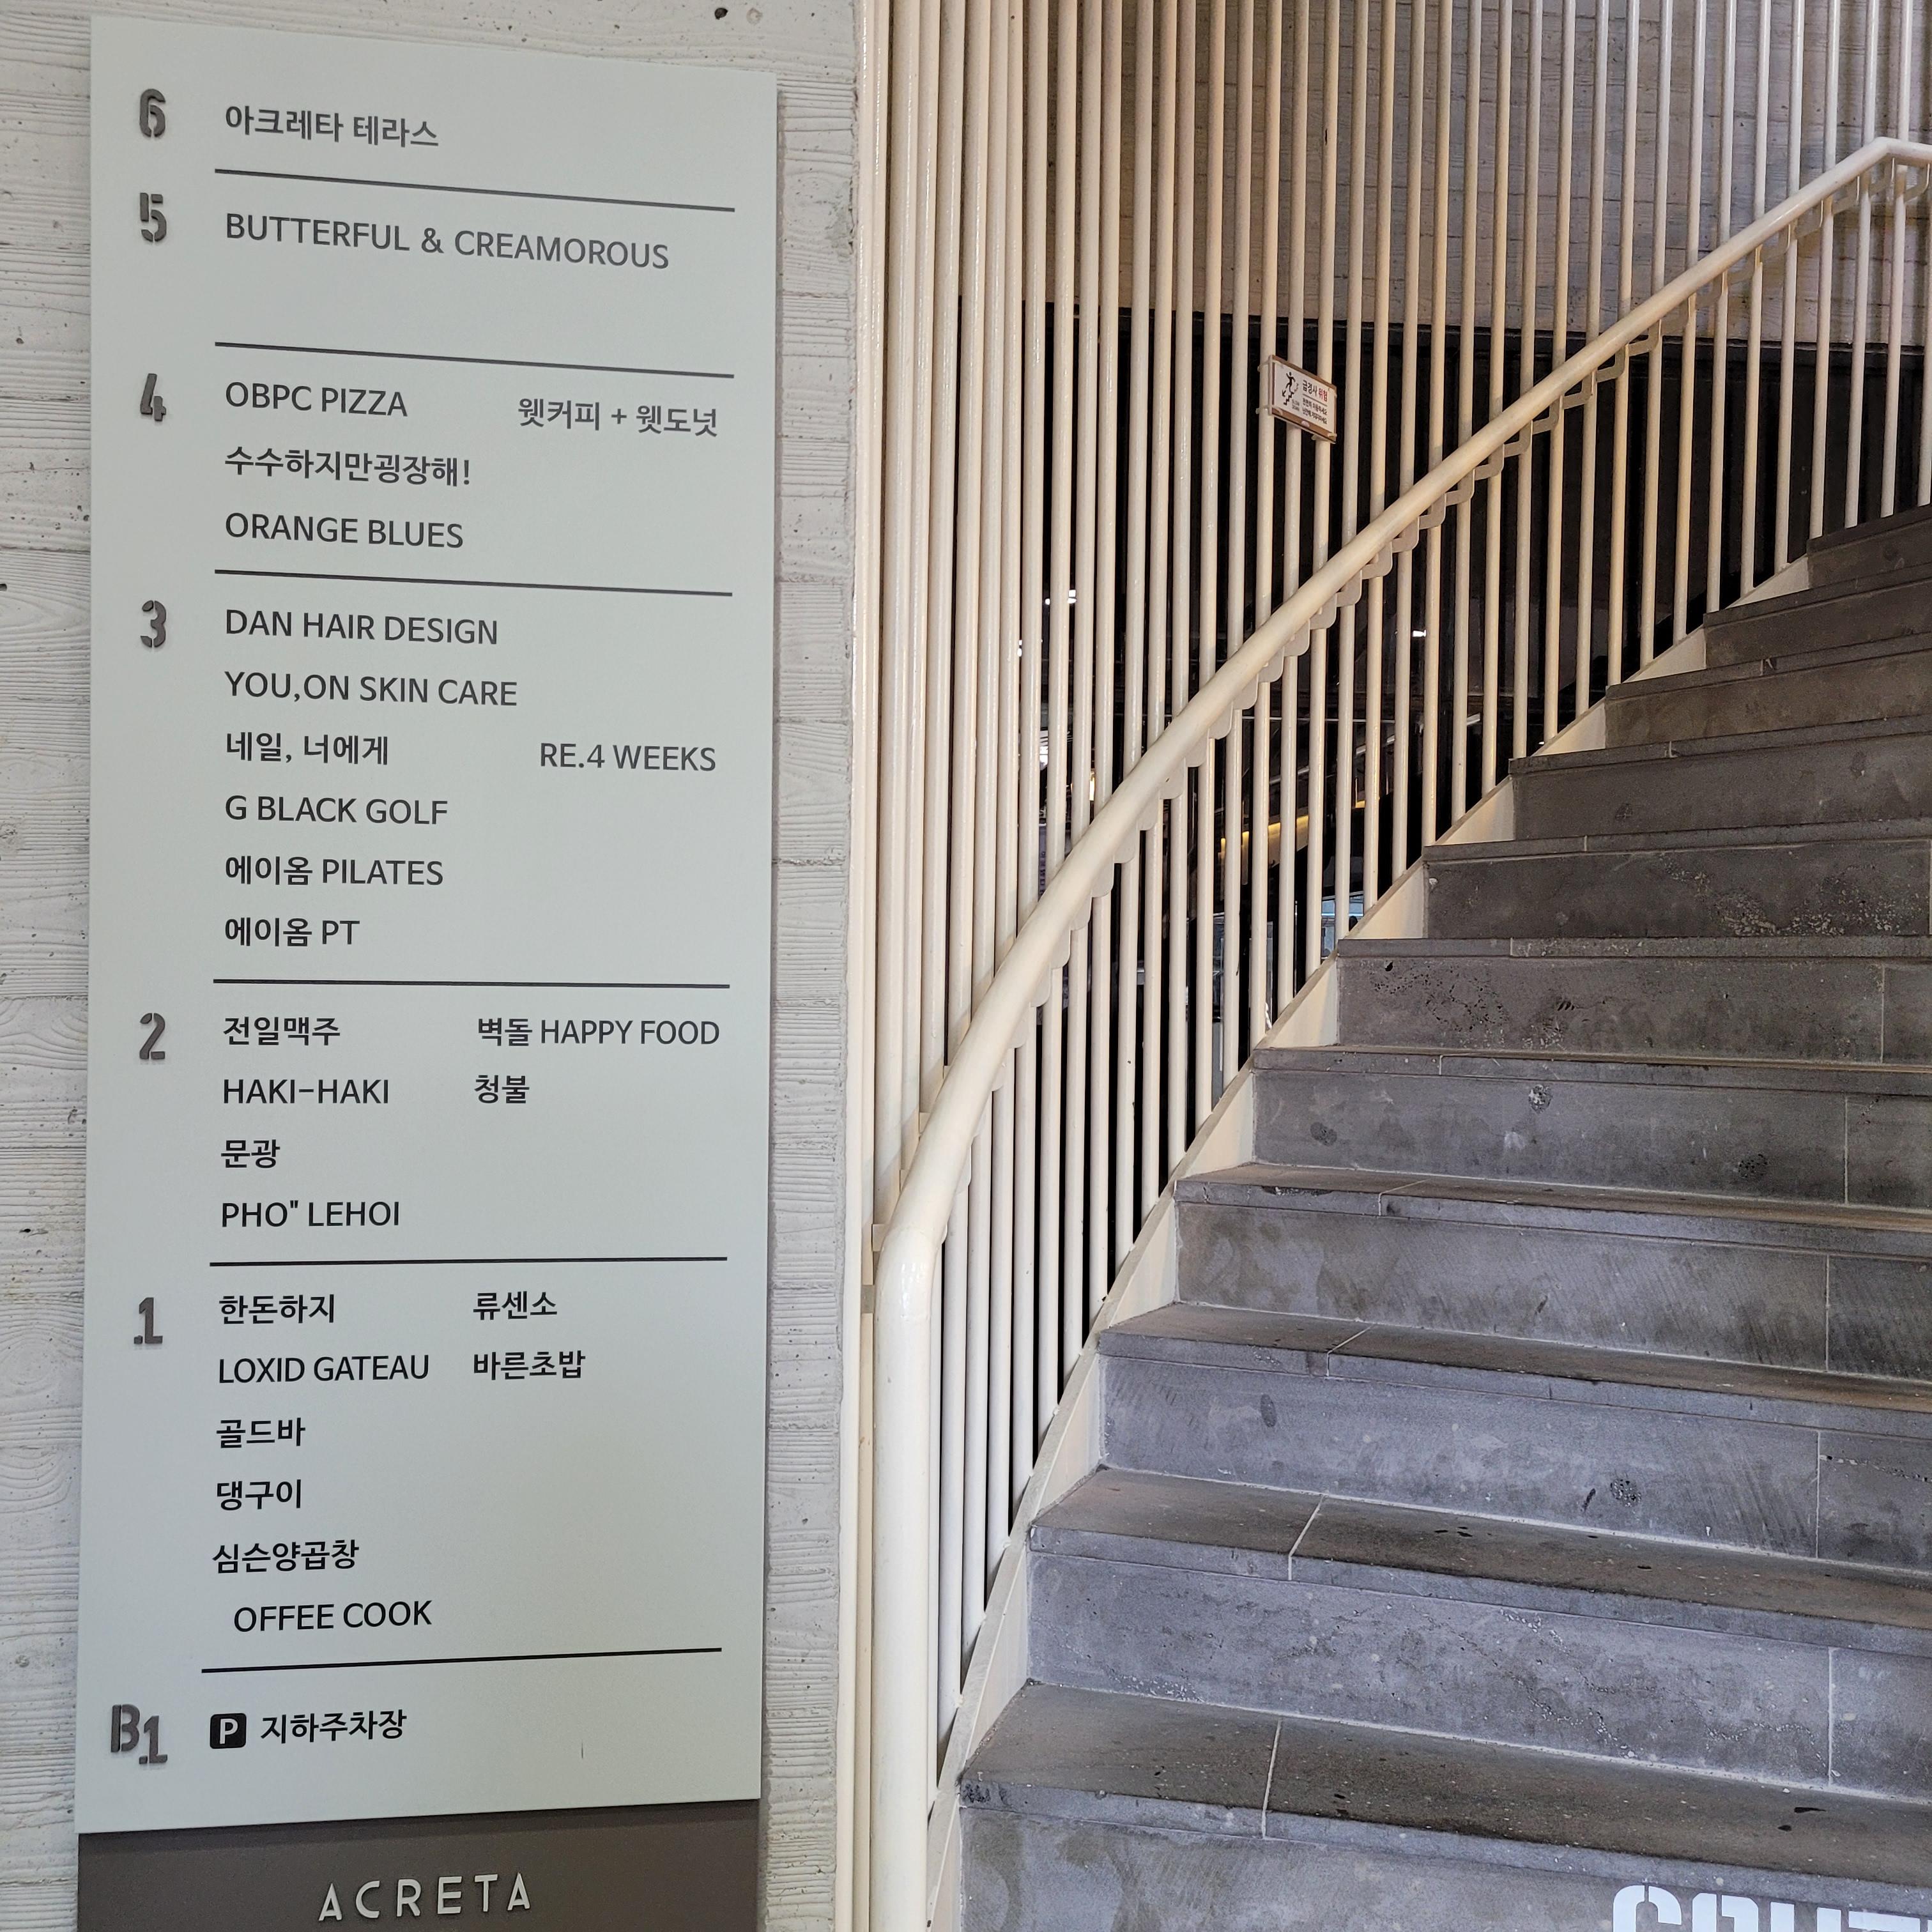 6 아크레타 테라스
5 BUTTERFUL & CREAMOROUS
4 OBPC PIZZA 웻커피 + 웻도넛
수수하지만굉장해!
ORANGE BLUES
3 DAN HAIR DESIGN
YOU,ON SKIN CARE
네일, 너에게 RE.4 WEEKS
G BLACK GOLF
에이옴 PILATES
에이옴 PT
2 전일맥주 벽돌 HAPPY FOOD
HAKI-HAKI 청불
문광
PHO" LEHOI
1 한돈하지 류센소
LOXID GATEAU 바른초밥
골드바
댕구이
심슨양곱창
OFFEE COOK
B1 P 지하주차장
ACRETA
급경사 위험